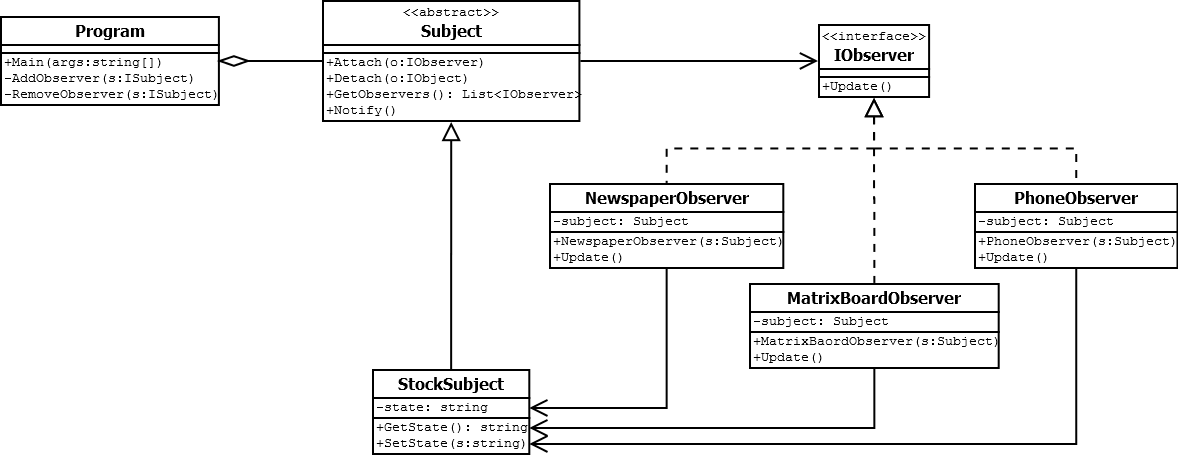 Program
+Main(args:string[])
-AddObserver(s:ISubject)
-RemoveObserver(s:ISubject)
<<abstract>>
Subject
+Attach(o:IObserver)
+Detach(o:IObject)
+GetObservers(): List<IObserver>
+Notify()
<<interface>>
IObserver
+Update()
NewspaperObserver
-subject: Subject
+NewspaperObserver(s:Subject)
+Update()
PhoneObserver
-subject: Subject
+PhoneObserver(s:Subject)
+Update()
MatrixBoardObserver
-subject: Subject
+MatrixBaordObserver(s:Subject)
+Update()
StockSubject
-state: string
+GetState(): string
+SetState(s:string)